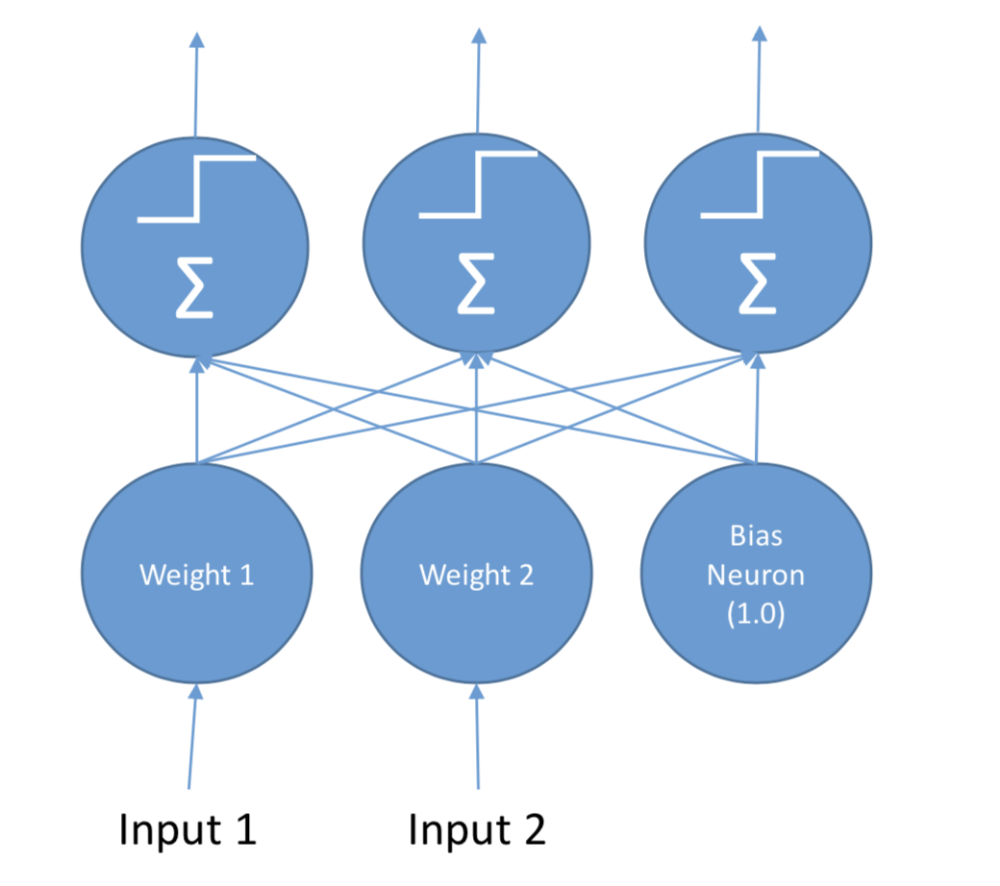 Σ
Σ
Σ
Weight 1
Weight 2
Bias
Neuron
(1.0)
Input 1
Input 2